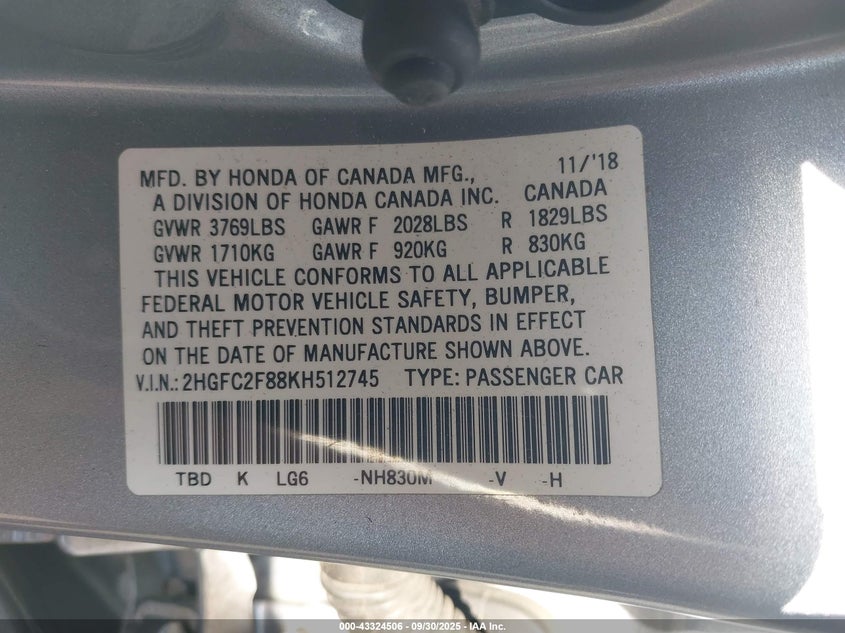 MFD. BY HONDA OF CANADA MFG., 11/'18
A DIVISION OF HONDA CANADA INC. CANADA
GVWR 3769LBS GAWR F 2028LBS R 1829LBS
GVWR 1710KG GAWR F 920KG R 830KG
THIS VEHICLE CONFORMS TO ALL APPLICABLE
FEDERAL MOTOR VEHICLE SAFETY, BUMPER,
AND THEFT PREVENTION STANDARDS IN EFFECT
ON THE DATE OF MANUFACTURE SHOWN ABOVE.
V.I.N.: 2HGFC2F88KH512745 TYPE: PASSENGER CAR
TBD K LG6 -NH830M -V -H
000-43324506 - 09/30/2025 - IAA Inc.